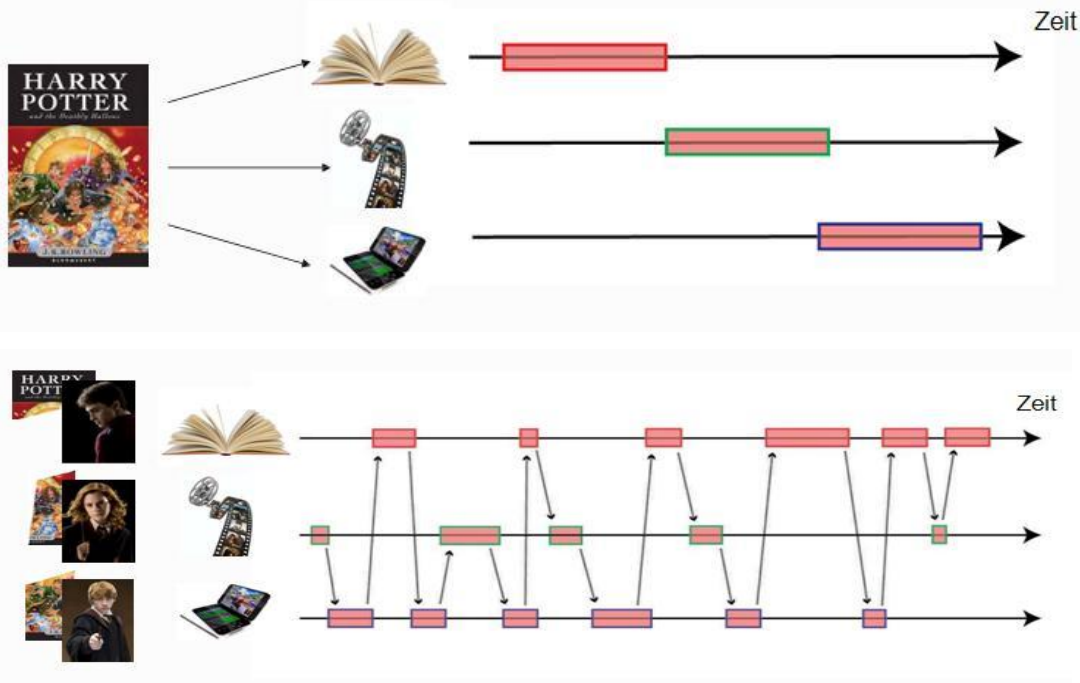 Zeit
HARRY
POTTER
and the Deathly Hallows
J.K. ROWLING
BLOOMSBURY
Zeit
HARRY
POTT